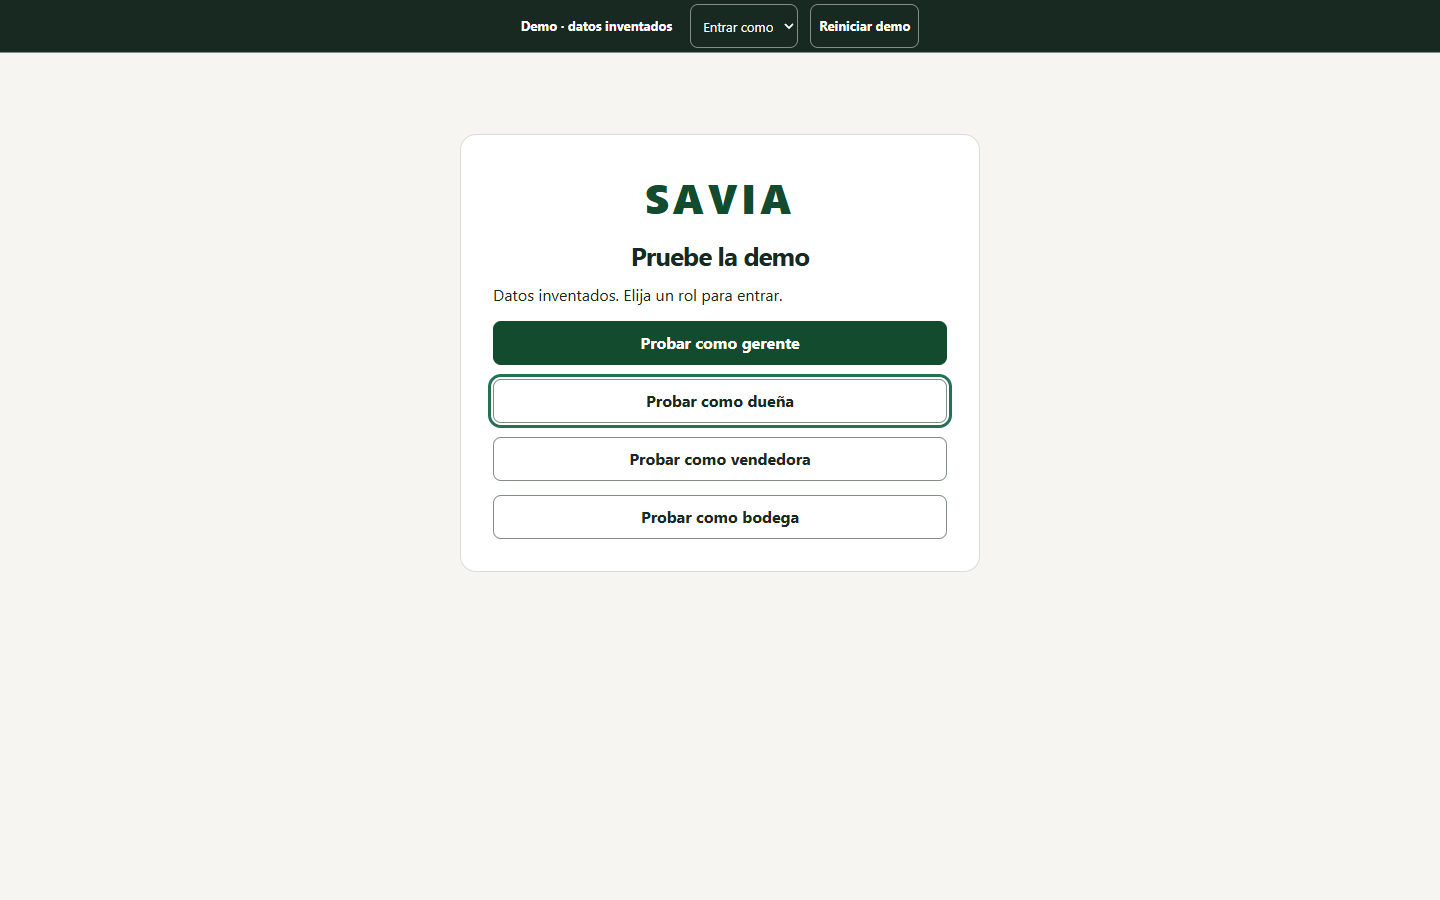 Demo · datos inventados
Entrar como
Reiniciar demo
SAVIA
Pruebe la demo
Datos inventados. Elija un rol para entrar.
Probar como gerente
Probar como dueña
Probar como vendedora
Probar como bodega